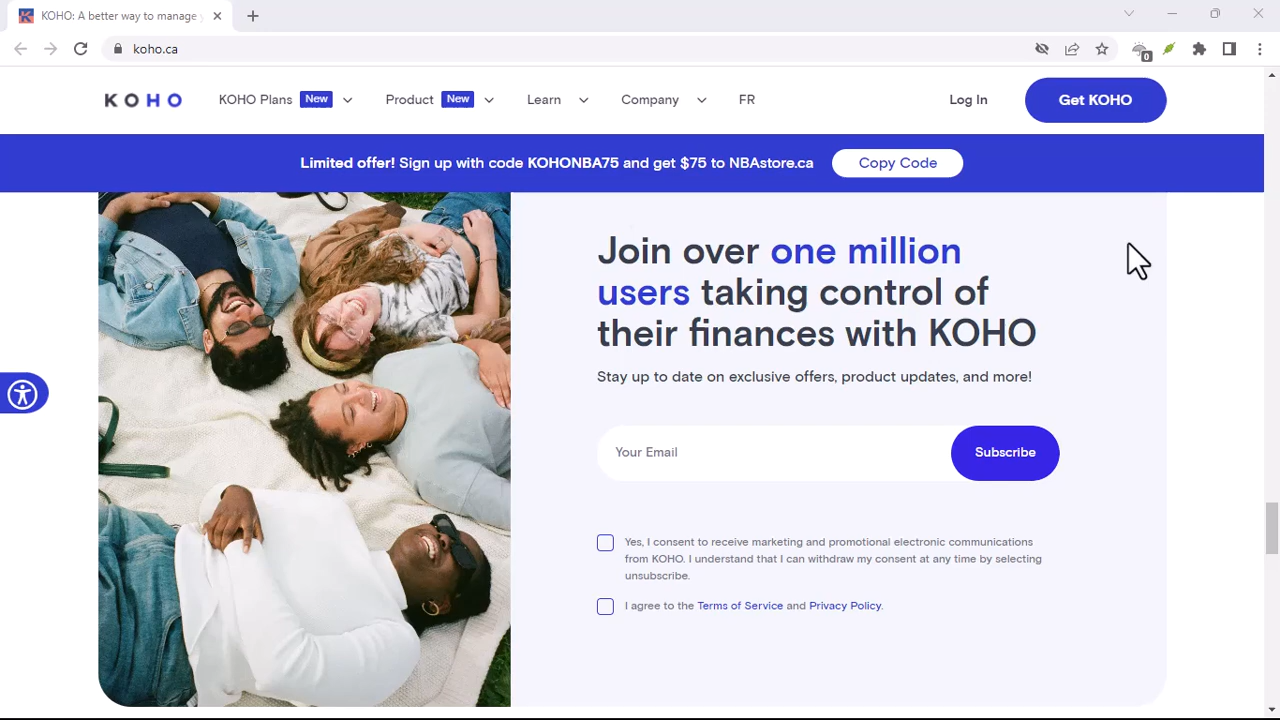 KOHO: A better way to manage
koho.ca
0
KOHO
KOHO Plans New
Product New
Learn
Company
FR
Log In
Get KOHO
Limited offer! Sign up with code KOHONBA75 and get $75 to NBAstore.ca
Copy Code
Join over one million
users taking control of
their finances with KOHO
Stay up to date on exclusive offers, product updates, and more!
Your Email
Subscribe
Yes, I consent to receive marketing and promotional electronic communications
from KOHO. I understand that I can withdraw my consent at any time by selecting
unsubscribe.
I agree to the Terms of Service and Privacy Policy.